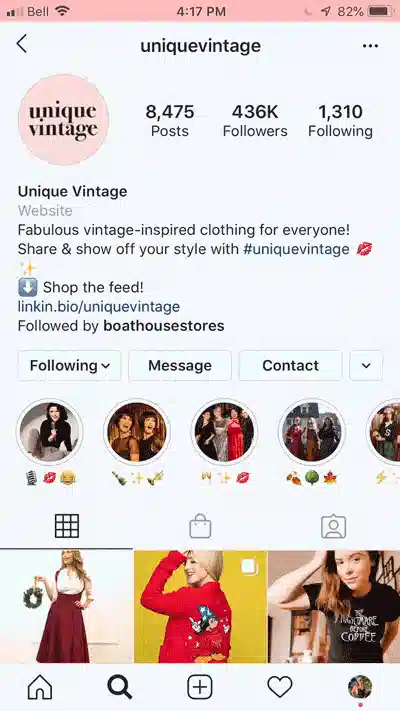 Bell 4:17 PM 82%
uniquevintage
unique
vintage
8,475 436K 1,310
Posts Followers Following
Unique Vintage
Website
Fabulous vintage-inspired clothing for everyone!
Share & show off your style with #uniquevintage 💋
✨
⬇️ Shop the feed!
linkin.bio/uniquevintage
Followed by boathousestores
Following Message Contact
THE
NIGHTMARE
BEFORE
COFFEE